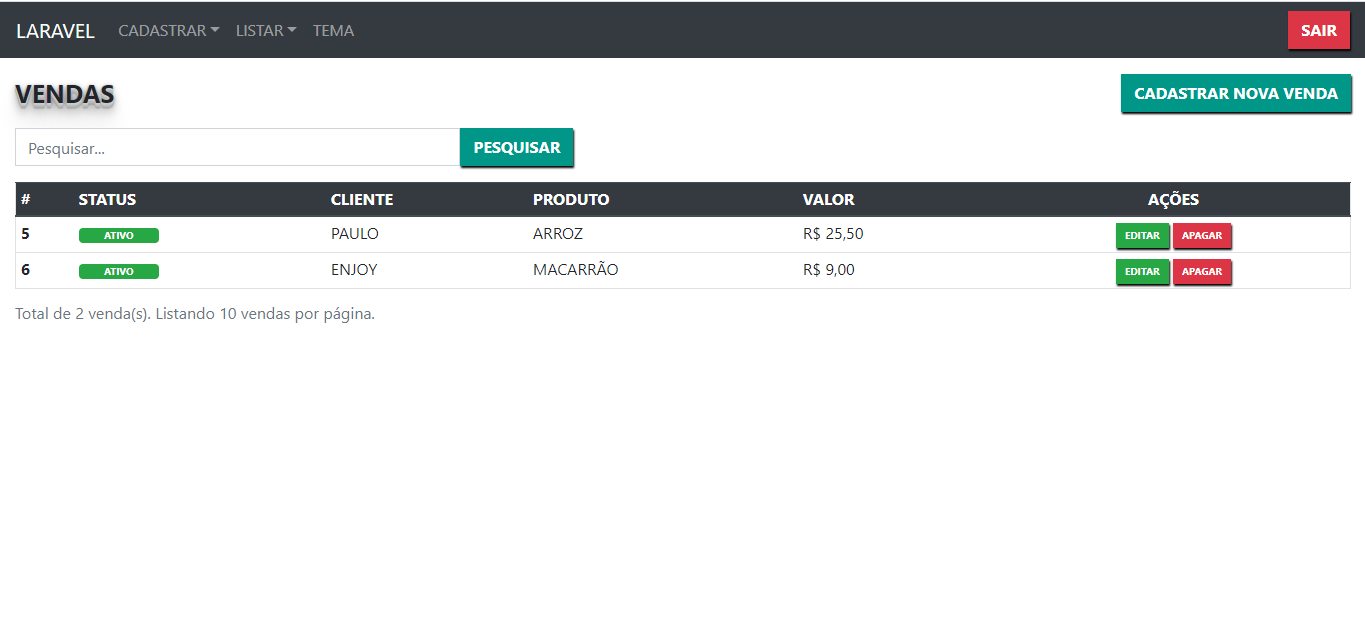 LARAVEL CADASTRAR LISTAR TEMA SAIR
VENDAS CADASTRAR NOVA VENDA
Pesquisar... PESQUISAR
# STATUS CLIENTE PRODUTO VALOR AÇÕES
5 ATIVO PAULO ARROZ R$ 25,50 EDITAR APAGAR
6 ATIVO ENJOY MACARRÃO R$ 9,00 EDITAR APAGAR
Total de 2 venda(s). Listando 10 vendas por página.